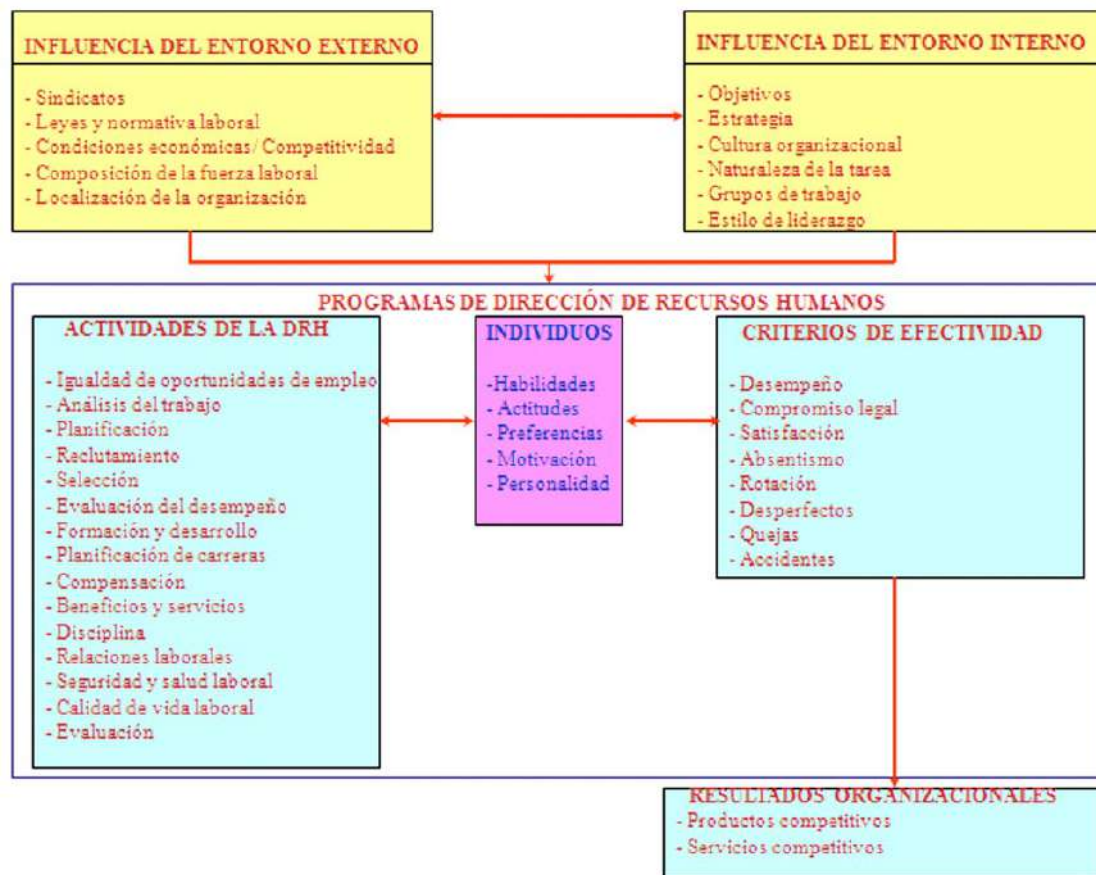 INFLUENCIA DEL ENTORNO EXTERNO
- Sindicatos
- Leyes y normativa laboral
- Condiciones económicas/ Competitividad
- Composición de la fuerza laboral
- Localización de la organización
INFLUENCIA DEL ENTORNO INTERNO
- Objetivos
- Estrategia
- Cultura organizacional
- Naturaleza de la tarea
- Grupos de trabajo
- Estilo de liderazgo
PROGRAMAS DE DIRECCIÓN DE RECURSOS HUMANOS
ACTIVIDADES DE LA DRH
- Igualdad de oportunidades de empleo
- Análisis del trabajo
- Planificación
- Reclutamiento
- Selección
- Evaluación del desempeño
- Formación y desarrollo
- Planificación de carreras
- Compensación
- Beneficios y servicios
- Disciplina
- Relaciones laborales
- Seguridad y salud laboral
- Calidad de vida laboral
- Evaluación
INDIVIDUOS
-Habilidades
- Actitudes
- Preferencias
- Motivación
- Personalidad
CRITERIOS DE EFECTIVIDAD
- Desempeño
- Compromiso legal
- Satisfacción
- Absentismo
- Rotación
- Desperfectos
- Quejas
- Accidentes
RESULTADOS ORGANIZACIONALES
- Productos competitivos
- Servicios competitivos